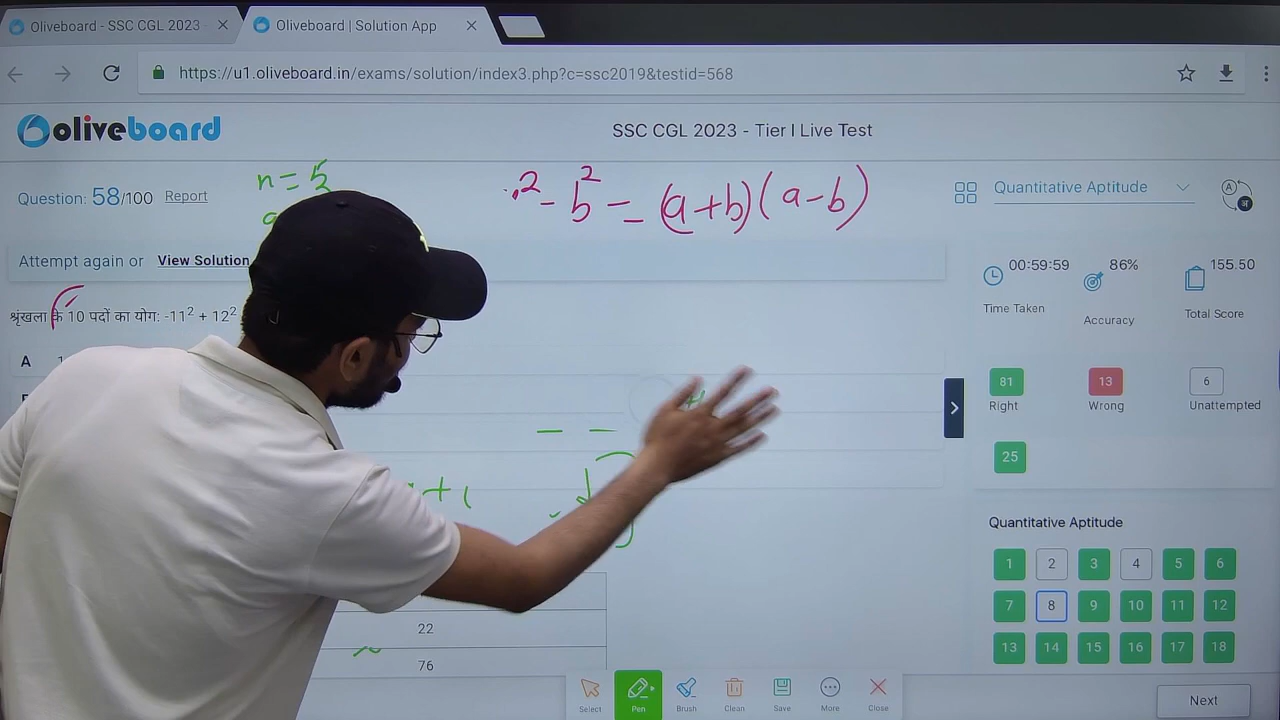 Oliveboard - SSC CGL 2023
Oliveboard | Solution App
https://u1.oliveboard.in/exams/solution/index3.php?c=ssc2019&testid=568
oliveboard
SSC CGL 2023 - Tier I Live Test
Question: 58/100 Report
n = 5
² - b² = (a+b)(a-b)
Quantitative Aptitude
Attempt again or View Solution
00:59:59
Time Taken
86%
Accuracy
155.50
Total Score
श्रृंखला के 10 पदों का योग: -11² + 12²
A
81
Right
13
Wrong
6
Unattempted
25
+1
22
76
Quantitative Aptitude
1 2 3 4 5 6
7 8 9 10 11 12
13 14 15 16 17 18
Select Pen Brush Clean Save More Close
Next